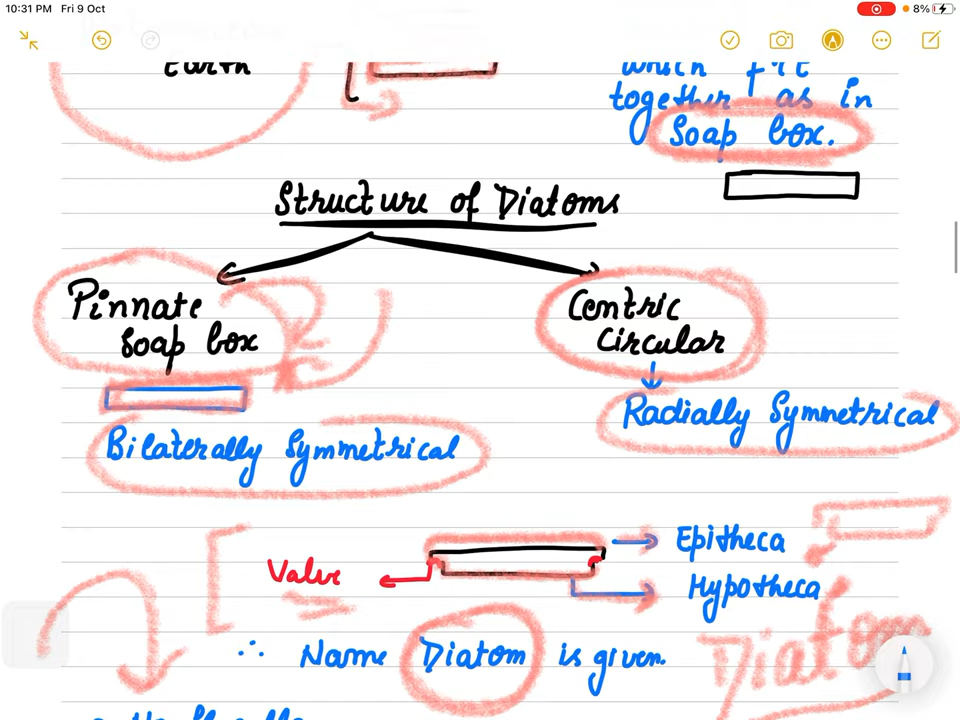 10:31 PM Fri 9 Oct
8%
Earth
which fit
together as in
Soap box.
Structure of Diatoms
Pinnate
Soap box
Centric
Circular
Radially Symmetrical
Bilaterally Symmetrical
Epitheca
Valve
Hypotheca
∴ Name Diatom is given.
Diatom